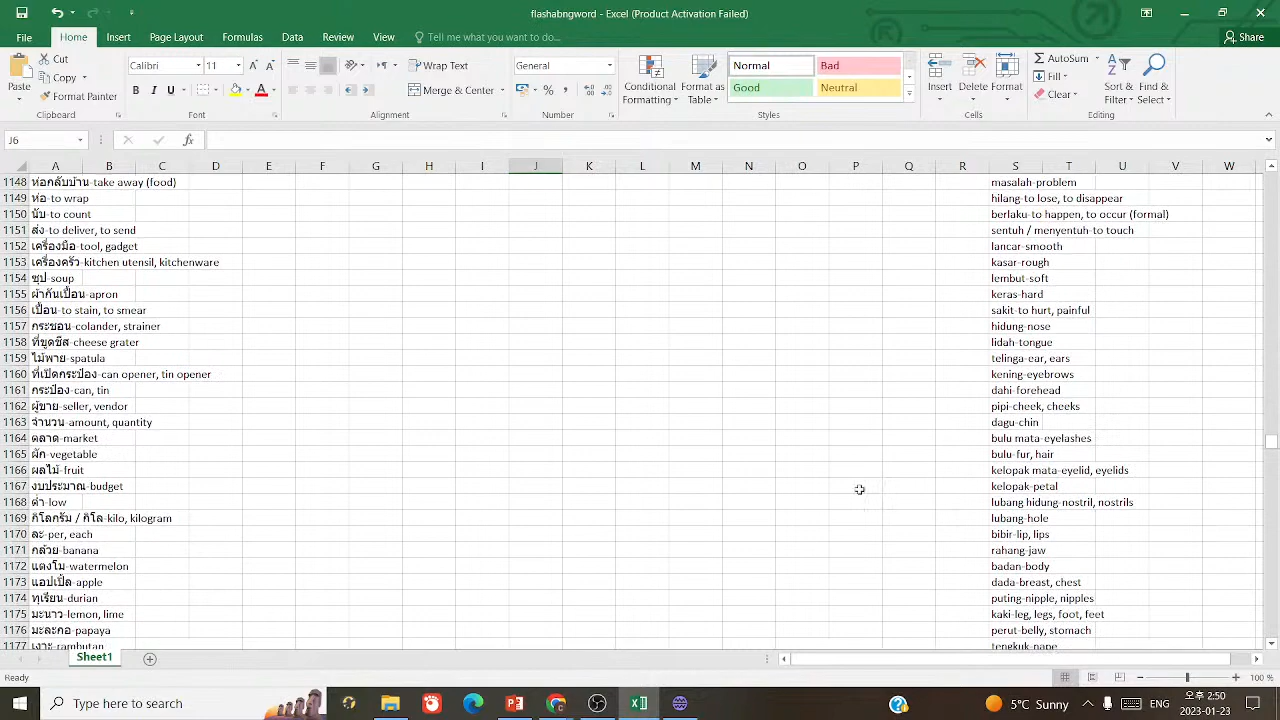 flashabngword - Excel (Product Activation Failed)
File Home Insert Page Layout Formulas Data Review View Tell me what you want to do... Share
Cut
Copy
Format Painter
Paste
Calibri 11
B I U
Wrap Text
Merge & Center
General
Conditional Formatting
Format as Table
Normal Bad
Good Neutral
Insert Delete Format
AutoSum
Fill
Clear
Sort & Filter
Find & Select
Clipboard Font Alignment Number Styles Cells Editing
J6
A B C D E F G H I J K L M N O P Q R S T U V W
1148 ห่อกลับบ้าน-take away (food) masalah-problem
1149 ห่อ-to wrap hilang-to lose, to disappear
1150 นับ-to count berlaku-to happen, to occur (formal)
1151 ส่ง-to deliver, to send sentuh / menyentuh-to touch
1152 เครื่องมือ-tool, gadget lancar-smooth
1153 เครื่องครัว-kitchen utensil, kitchenware kasar-rough
1154 ซุป-soup lembut-soft
1155 ผ้ากันเปื้อน-apron keras-hard
1156 เปื้อน-to stain, to smear sakit-to hurt, painful
1157 กระชอน-colander, strainer hidung-nose
1158 ที่ขูดชีส-cheese grater lidah-tongue
1159 ไม้พาย-spatula telinga-ear, ears
1160 ที่เปิดกระป๋อง-can opener, tin opener kening-eyebrows
1161 กระป๋อง-can, tin dahi-forehead
1162 ผู้ขาย-seller, vendor pipi-cheek, cheeks
1163 จำนวน-amount, quantity dagu-chin
1164 ตลาด-market bulu mata-eyelashes
1165 ผัก-vegetable bulu-fur, hair
1166 ผลไม้-fruit kelopak mata-eyelid, eyelids
1167 งบประมาณ-budget kelopak-petal
1168 ต่ำ-low lubang hidung-nostril, nostrils
1169 กิโลกรัม / กิโล-kilo, kilogram lubang-hole
1170 ละ-per, each bibir-lip, lips
1171 กล้วย-banana rahang-jaw
1172 แตงโม-watermelon badan-body
1173 แอปเปิ้ล-apple dada-breast, chest
1174 ทุเรียน-durian puting-nipple, nipples
1175 มะนาว-lemon, lime kaki-leg, legs, foot, feet
1176 มะละกอ-papaya perut-belly, stomach
1177 เงาะ-rambutan tengkuk-nape
Sheet1
Ready 100 %
Type here to search
5°C Sunny
ENG
오후 2:50
2023-01-23